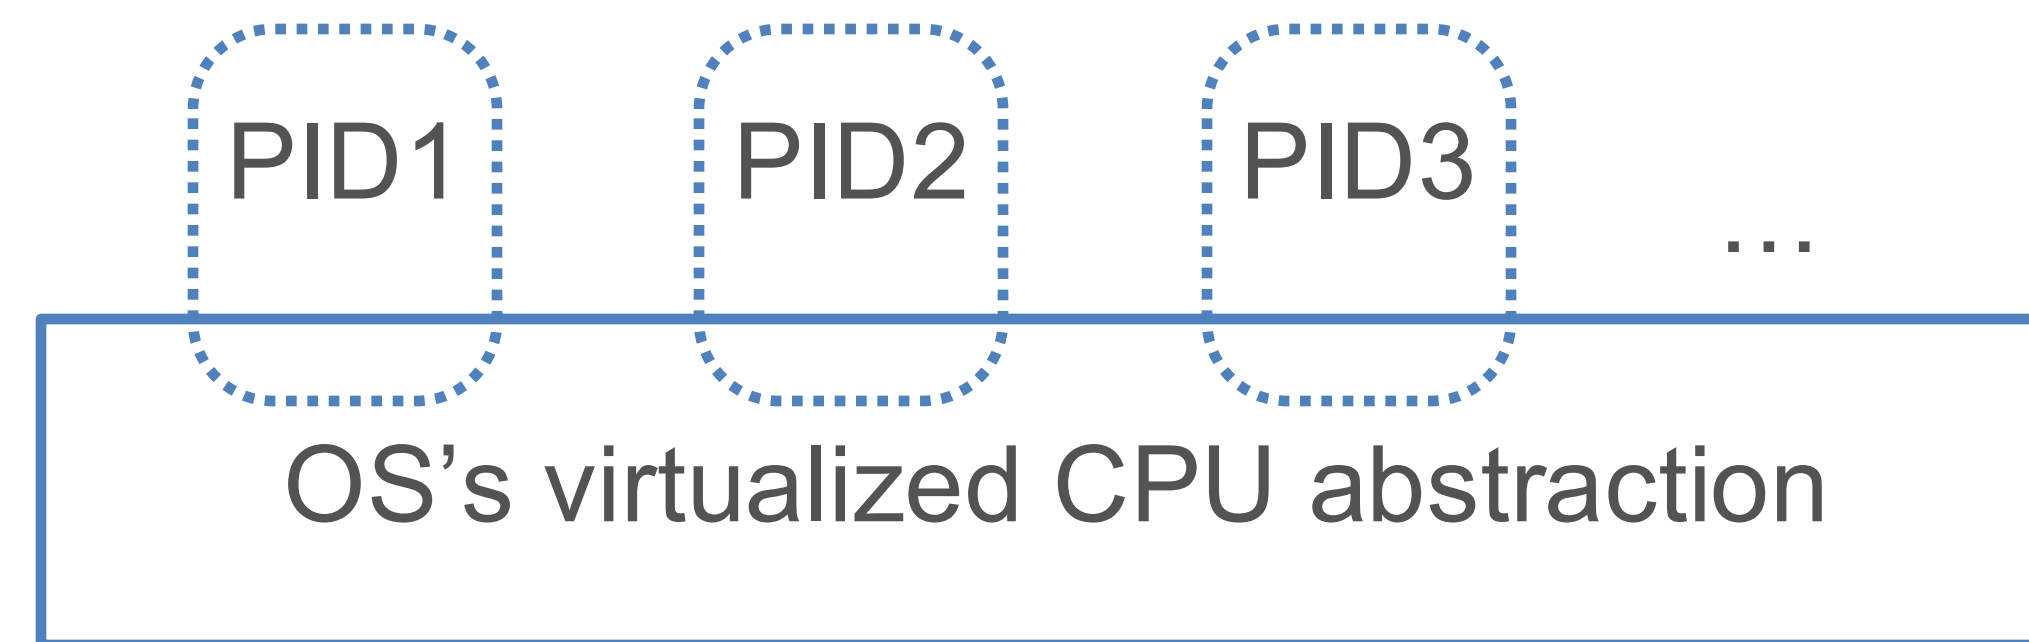 PID1 PID2 PID3 …
OS’s virtualized CPU abstraction